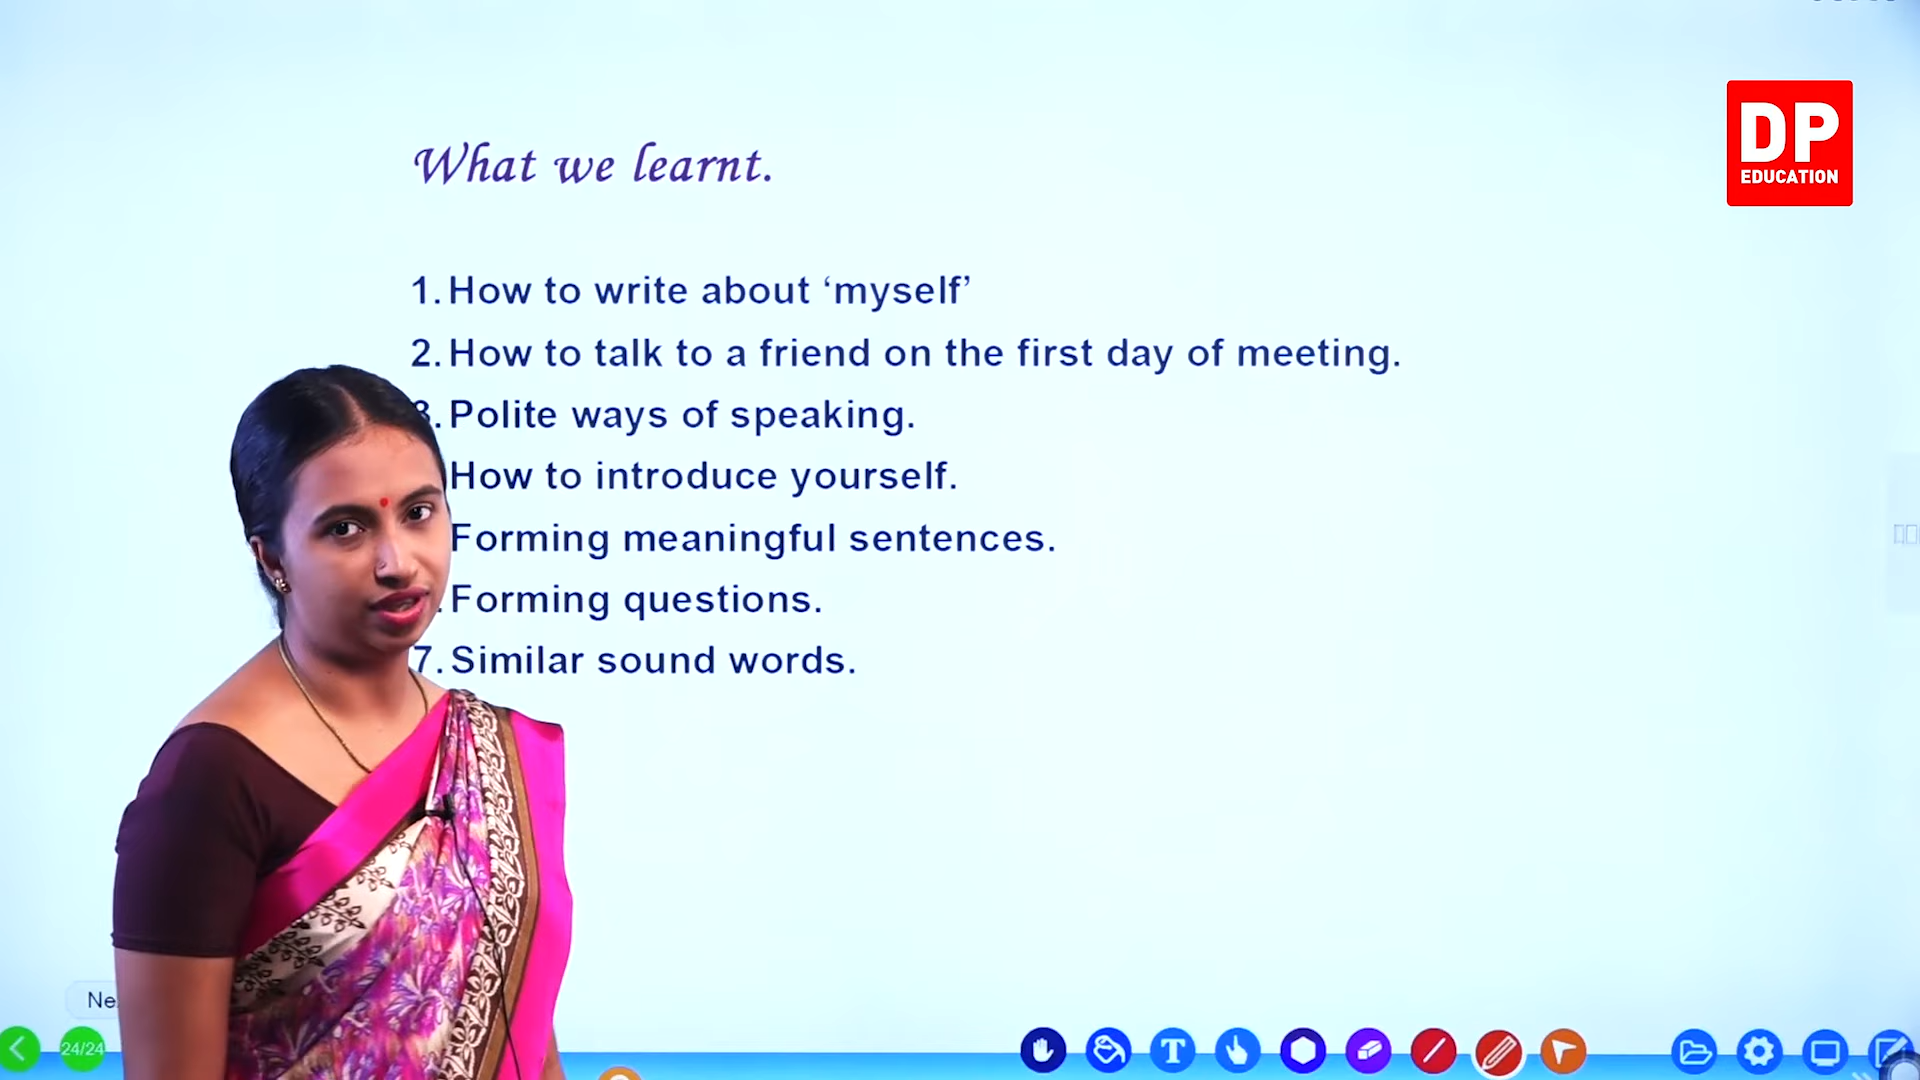 DP
EDUCATION
What we learnt.
1. How to write about ‘myself’
2. How to talk to a friend on the first day of meeting.
3. Polite ways of speaking.
How to introduce yourself.
Forming meaningful sentences.
. Forming questions.
7. Similar sound words.
24/24
T